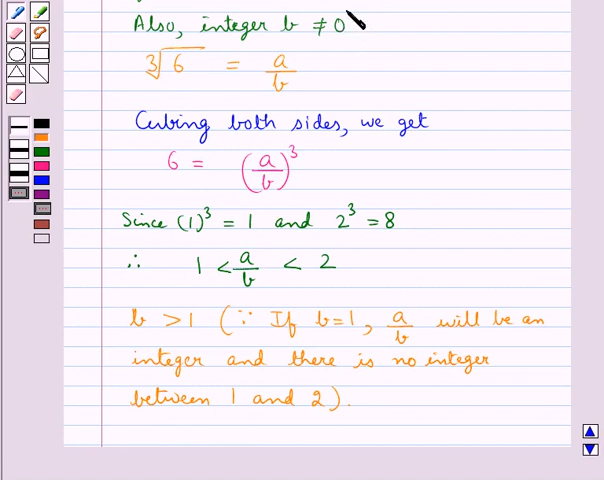 Also, integer b ≠ 0
∛6 = a/b
Cubing both sides, we get
6 = (a/b)³
Since (1)³ = 1 and 2³ = 8
∴ 1 < a/b < 2
b > 1 (∵ If b = 1, a/b will be an
integer and there is no integer
between 1 and 2).